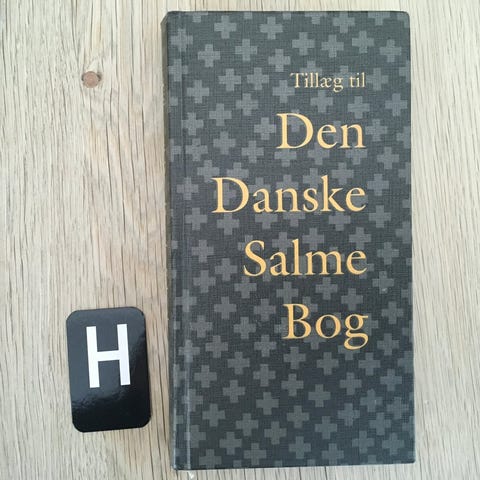 Tillæg til
Den
Danske
Salme
Bog
H